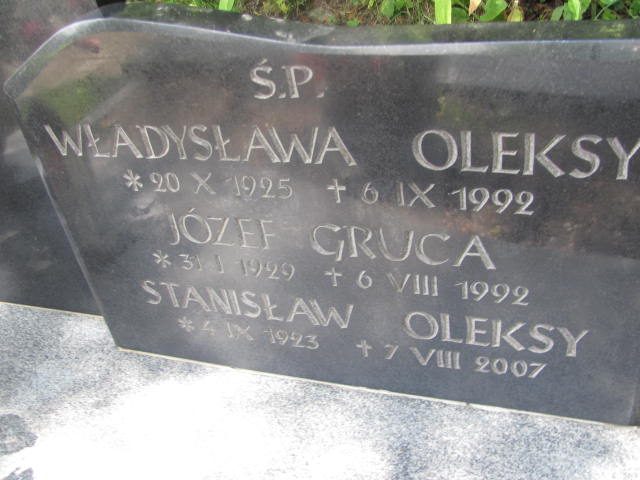 Ś.P.
WŁADYSŁAWA OLEKSY
* 20 X 1925 + 6 IX 1992
JÓZEF GRUCA
* 31 I 1929 + 6 VIII 1992
STANISŁAW OLEKSY
* 4 IX 1923 + 7 VIII 2007